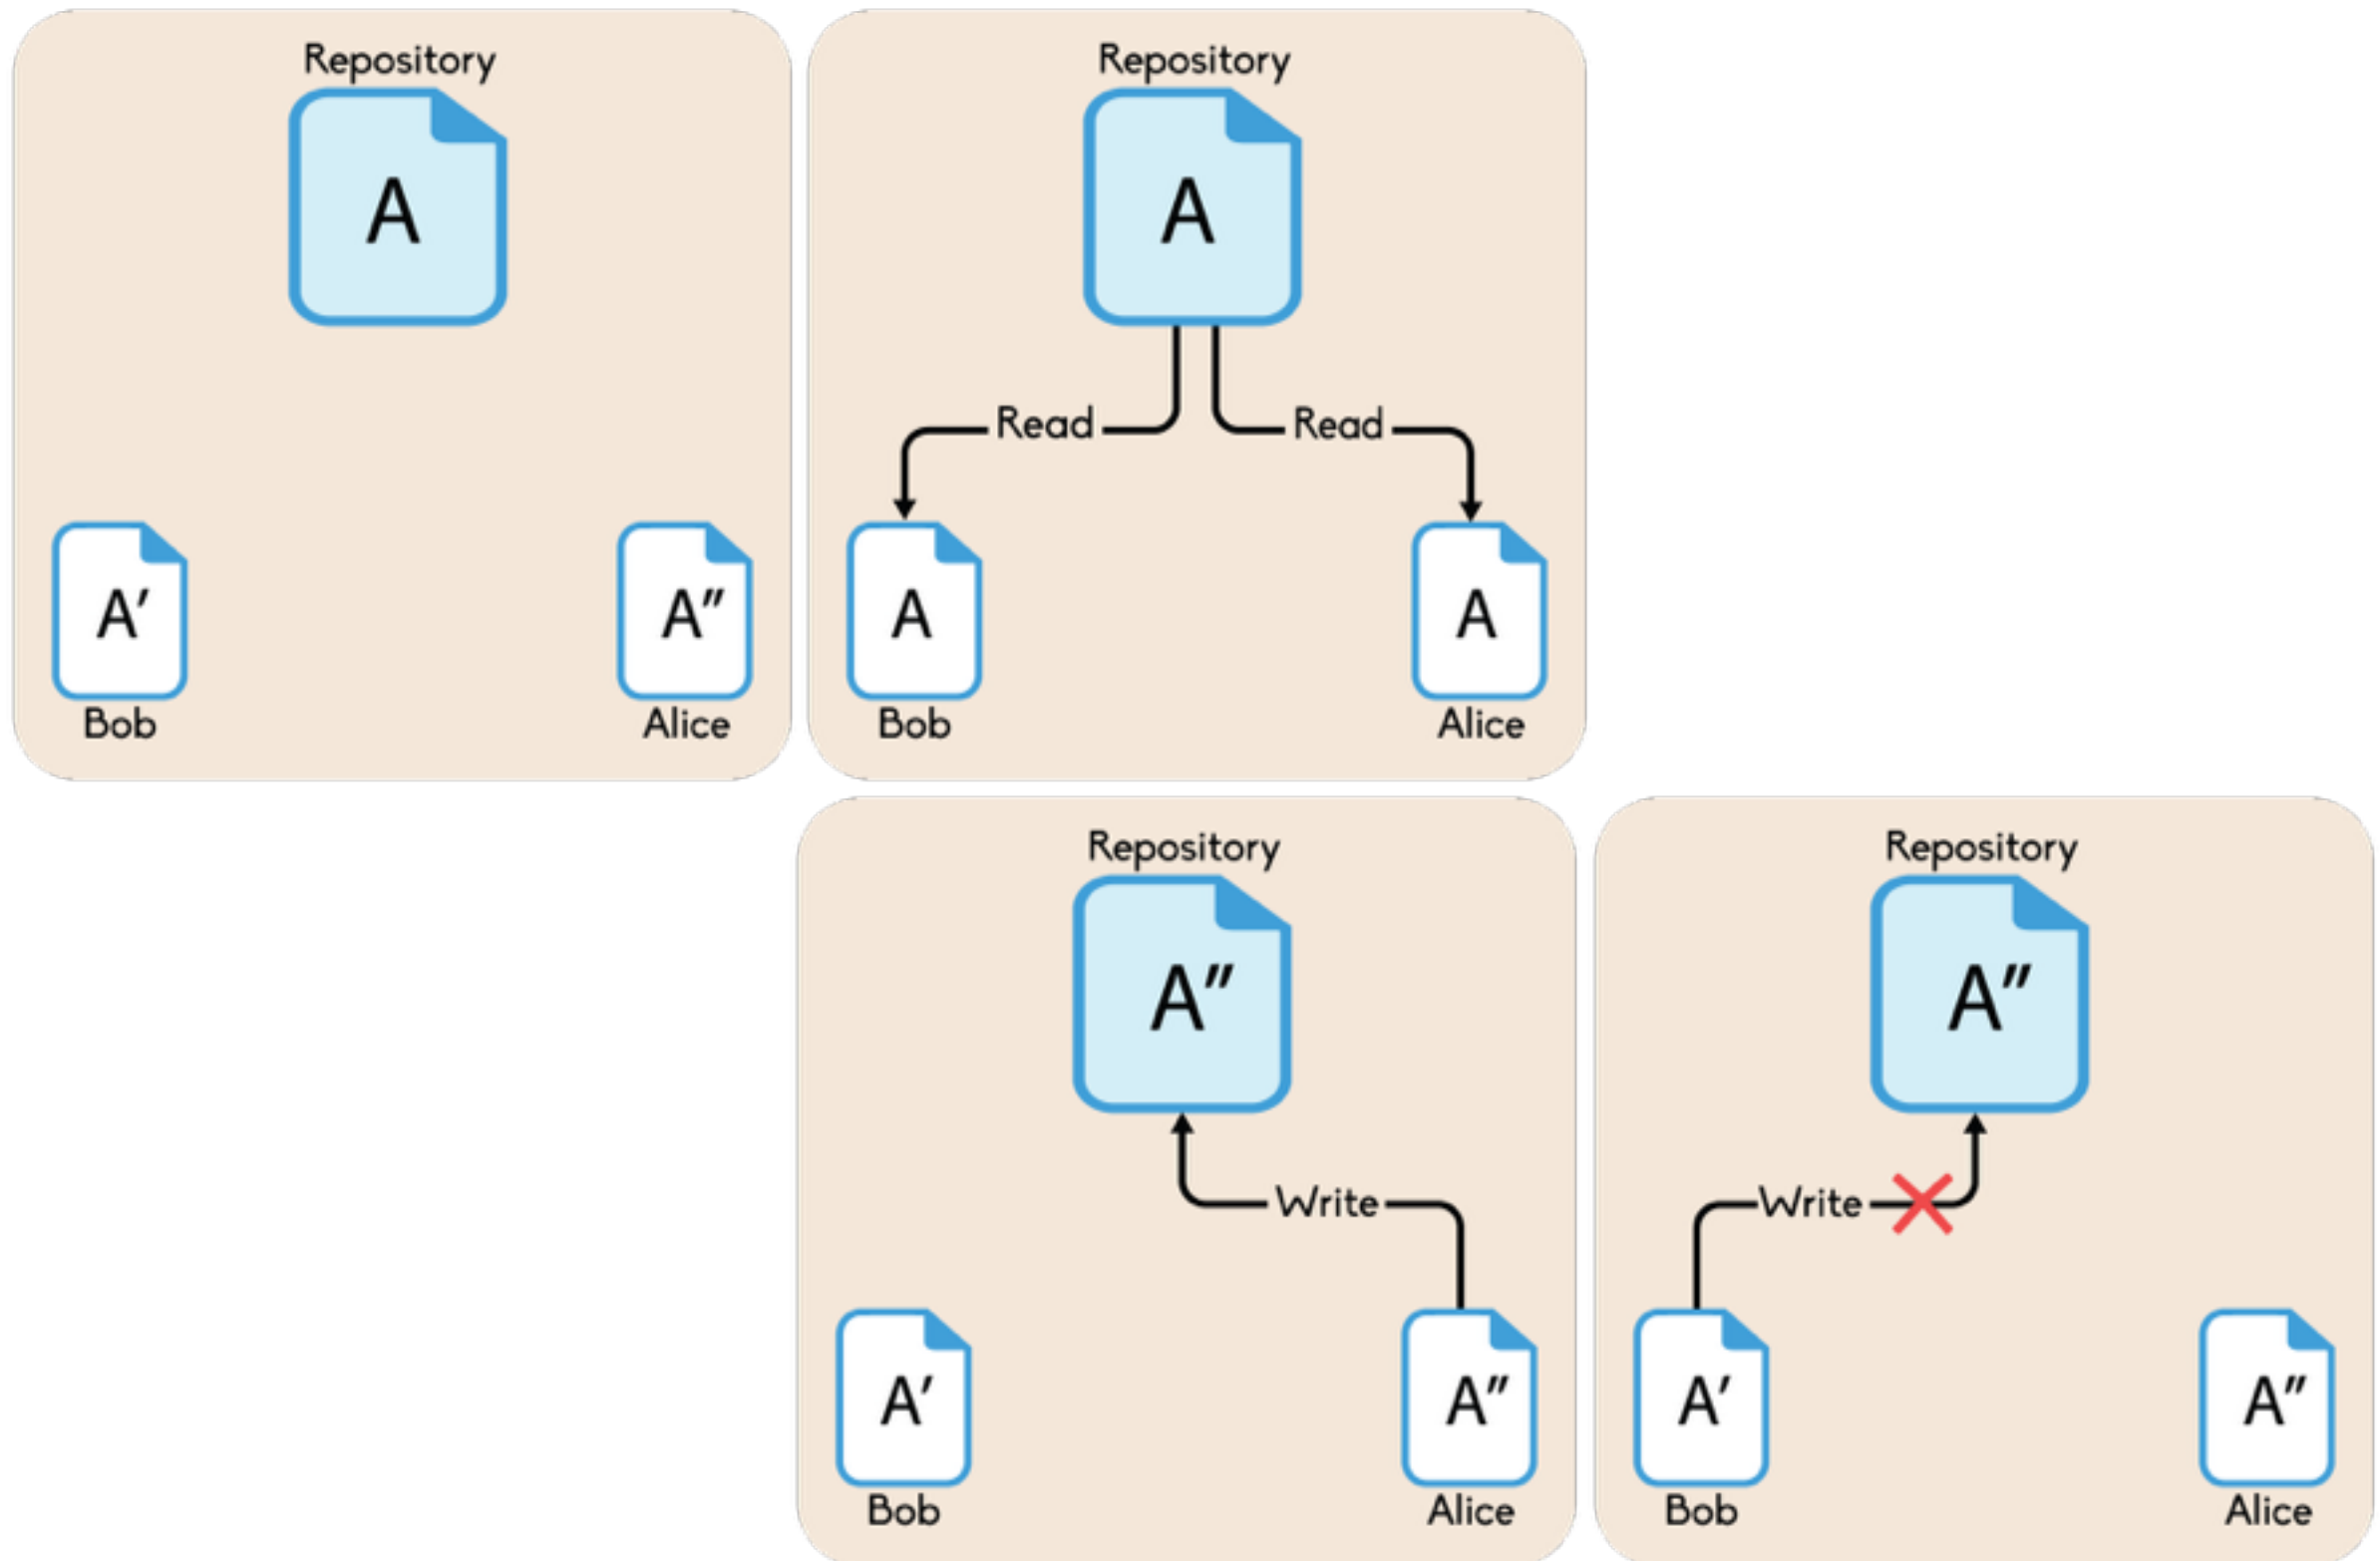 Repository
A
A′
A″
Bob
Alice
Repository
A
Read
Read
A
A
Bob
Alice
Repository
A″
Write
A′
A″
Bob
Alice
Repository
A″
Write
A′
A″
Bob
Alice